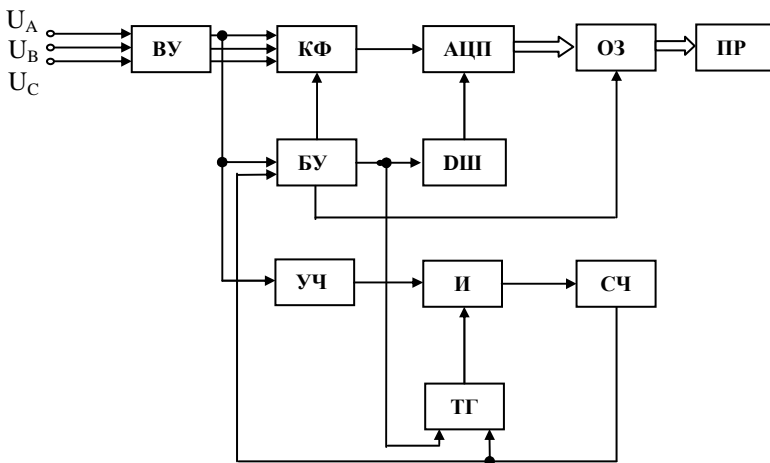 U_A
U_B
U_C
ВУ
КФ
АЦП
ОЗ
ПР
БУ
DШ
УЧ
И
СЧ
ТГ